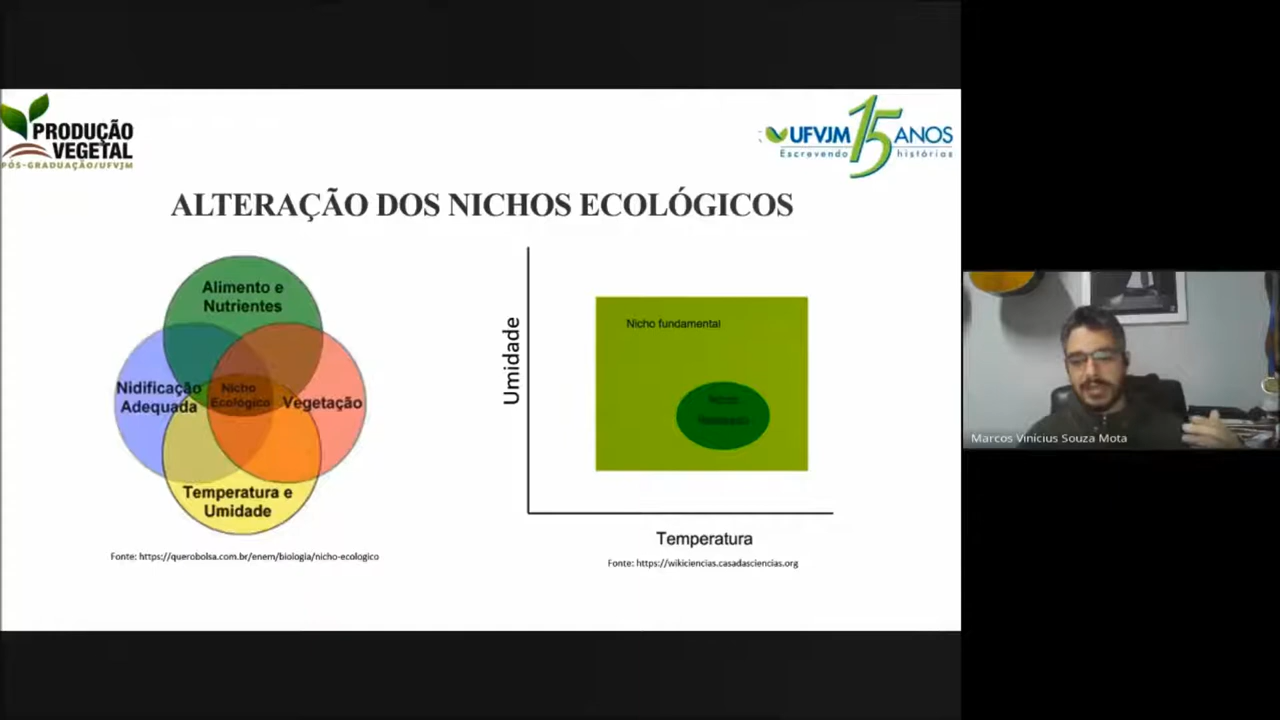 PRODUÇÃO
VEGETAL
PÓS-GRADUAÇÃO/UFVJM
UFVJM 15 ANOS
Escrevendo histórias
ALTERAÇÃO DOS NICHOS ECOLÓGICOS
Alimento e
Nutrientes
Nidificação
Adequada
Nicho
Ecológico
Vegetação
Temperatura e
Umidade
Fonte: https://querobolsa.com.br/enem/biologia/nicho-ecologico
Umidade
Nicho fundamental
Temperatura
Fonte: https://wikiciencias.casadasciencias.org
Marcos Vinícius Souza Mota